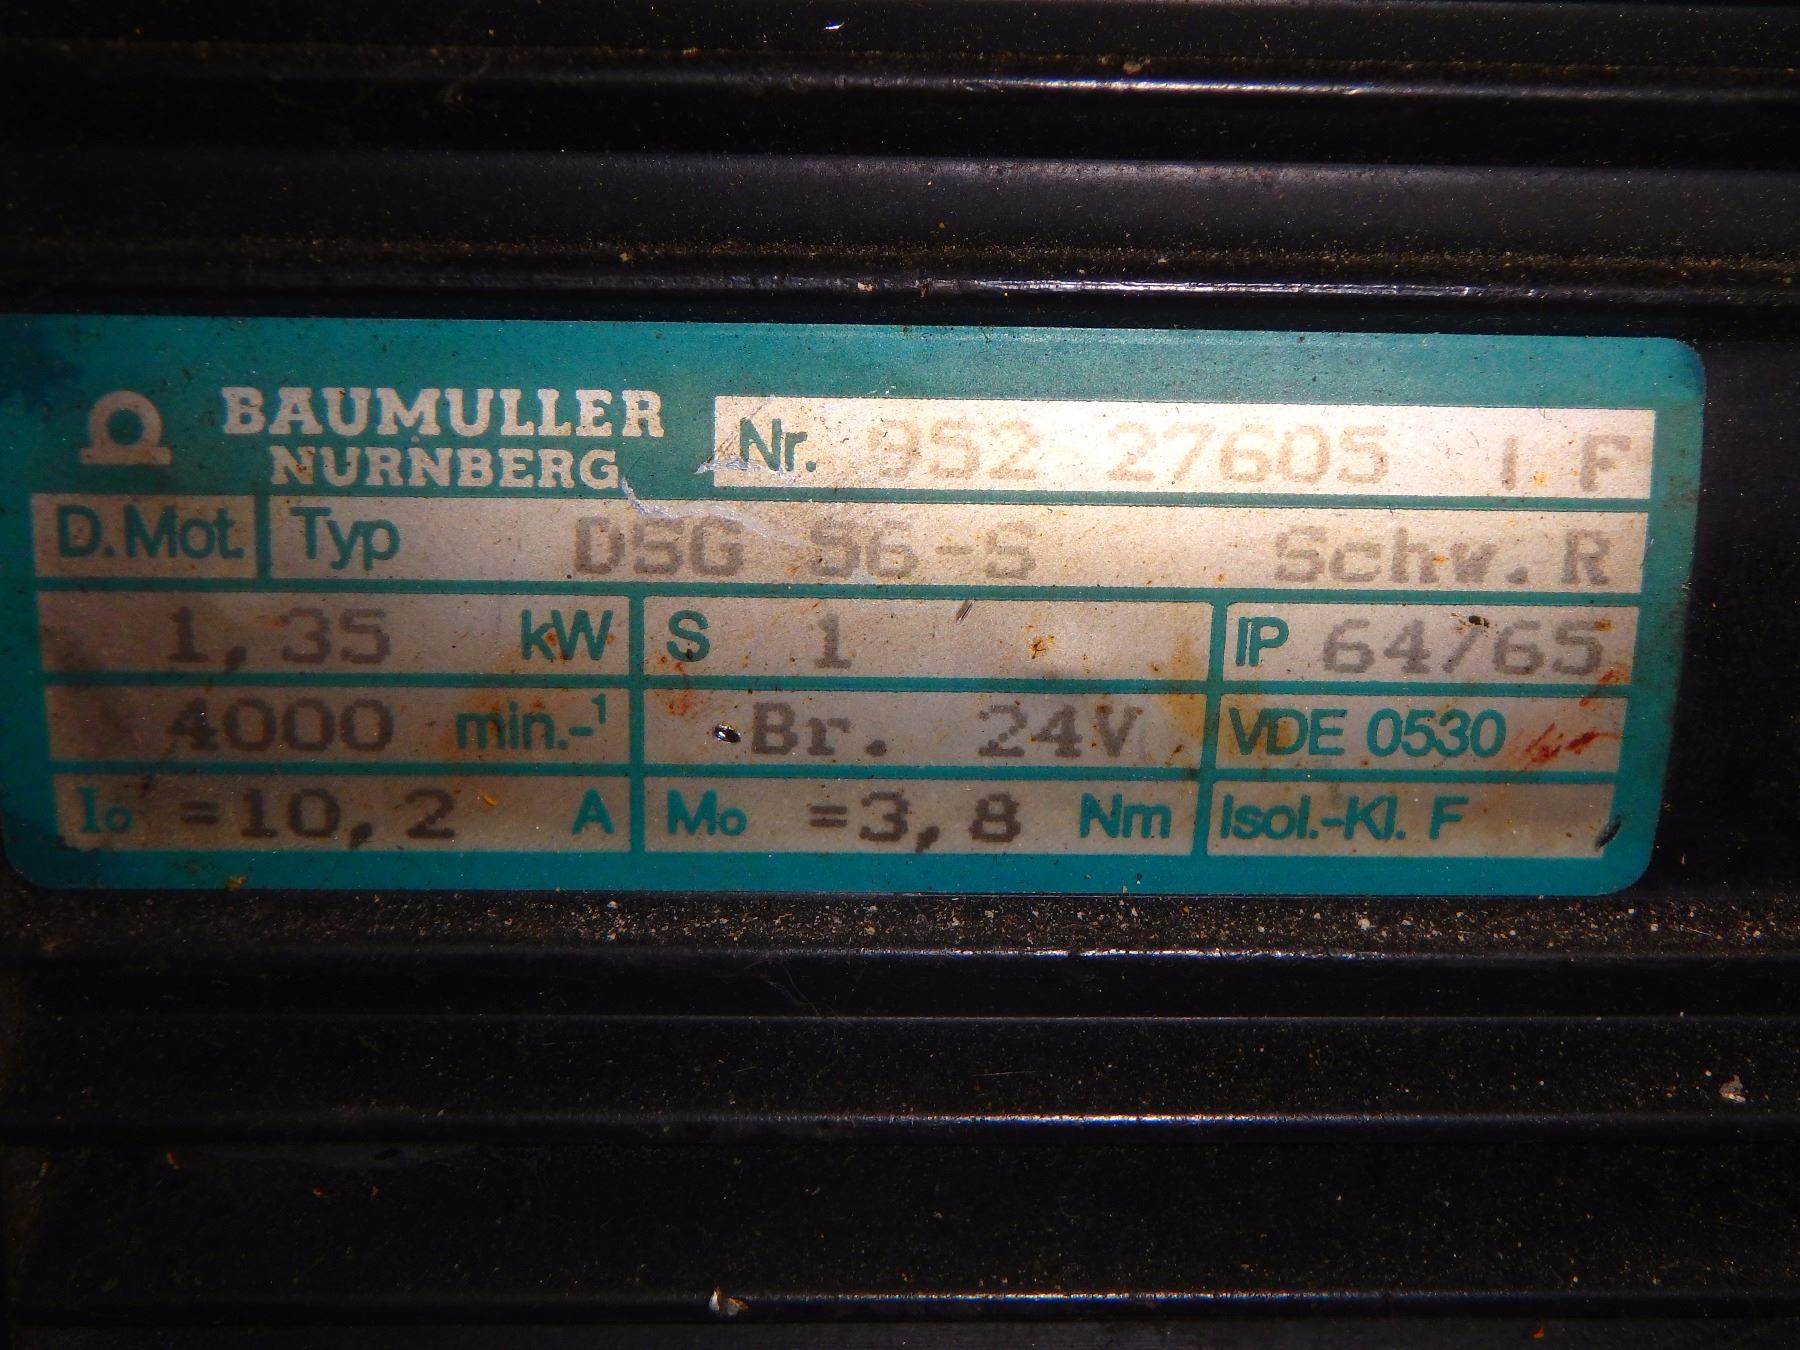 BAUMULLER
NURNBERG
Nr. 952 27605 I F
D.Mot. Typ DSG 56-S Schw.R
1,35 kW S 1 IP 64/65
4000 min.-1 Br. 24V VDE 0530
Io =10,2 A Mo =3,8 Nm Isol.-Kl. F